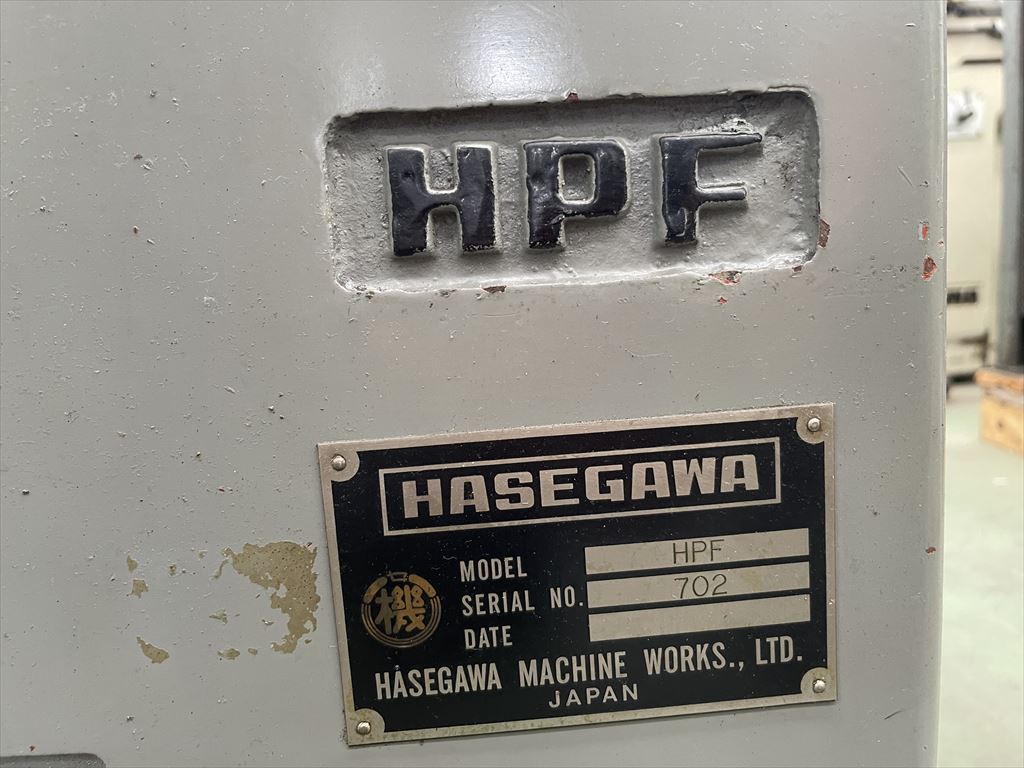 HPF
HASEGAWA
MODEL HPF
SERIAL NO. 702
DATE
機
HASEGAWA MACHINE WORKS., LTD.
JAPAN